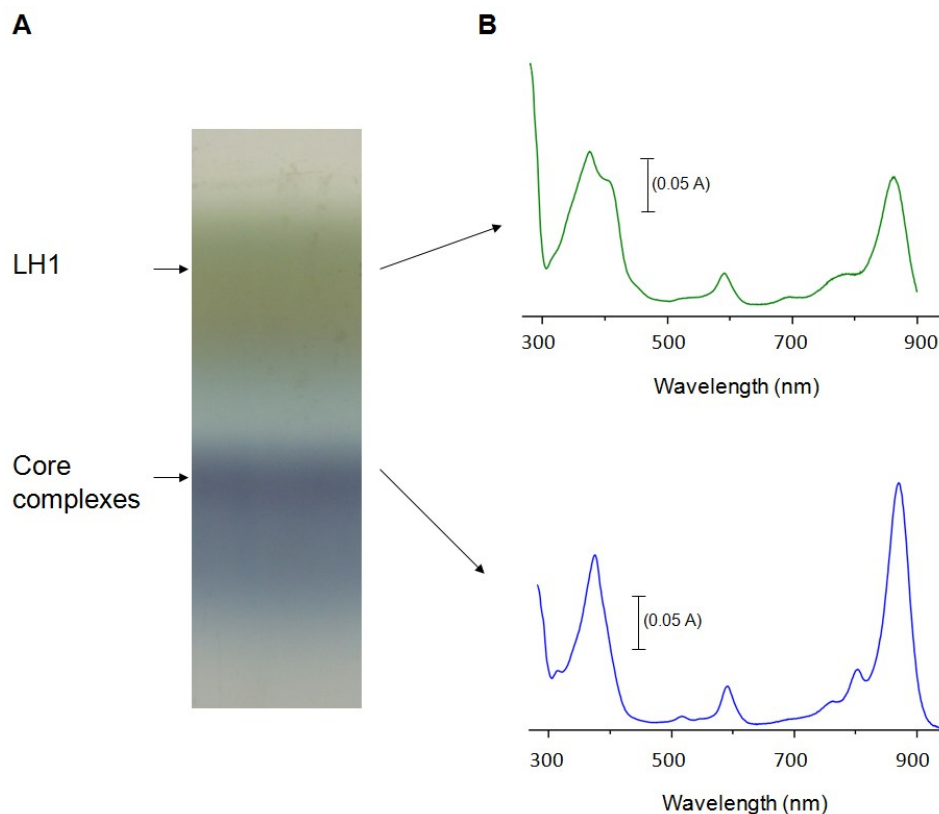 A
B
LH1
Core
complexes
(0.05 A)
300 500 700 900
Wavelength (nm)
(0.05 A)
300 500 700 900
Wavelength (nm)